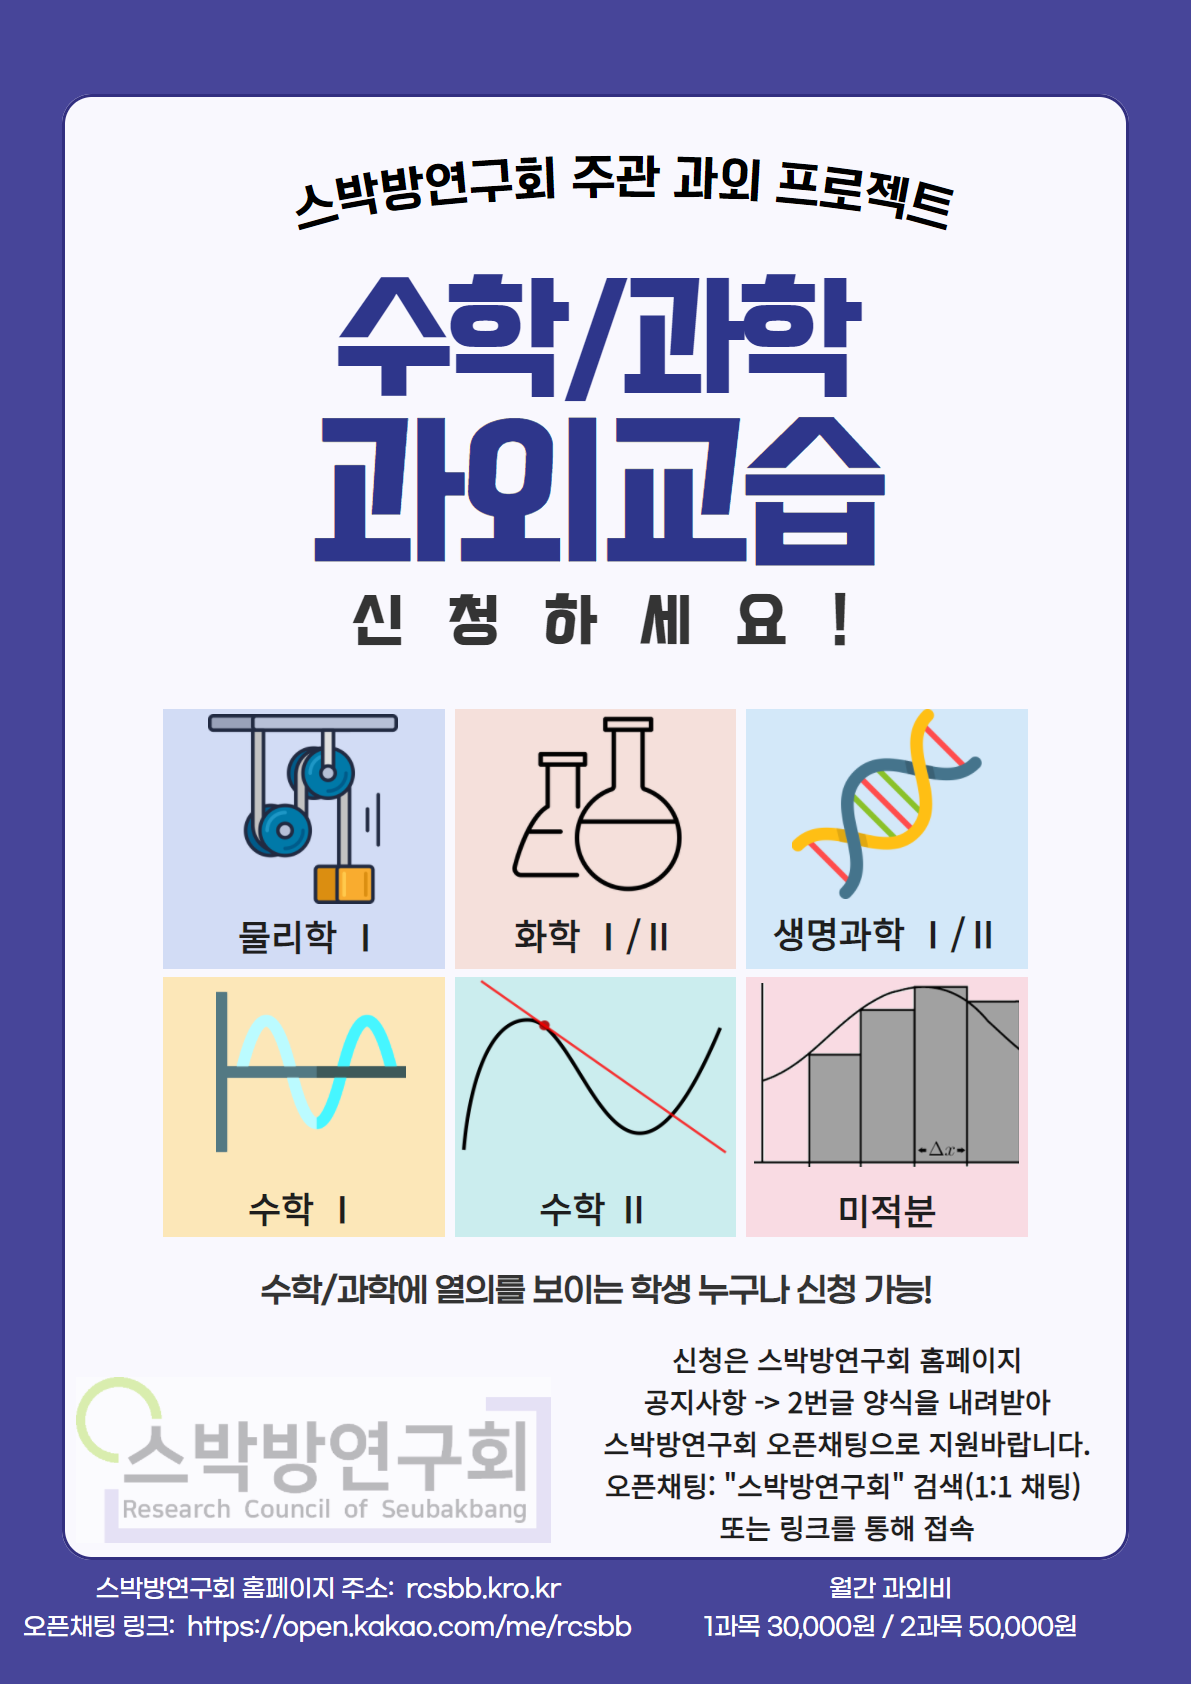 스박방연구회 주관 과외 프로젝트
수학/과학
과외교습
신청하세요!
물리학 Ⅰ
화학 Ⅰ/Ⅱ
생명과학 Ⅰ/Ⅱ
Δx
수학 Ⅰ
수학 Ⅱ
미적분
수학/과학에 열의를 보이는 학생 누구나 신청 가능!
신청은 스박방연구회 홈페이지
공지사항 -> 2번글 양식을 내려받아
스박방연구회 오픈채팅으로 지원바랍니다.
오픈채팅: "스박방연구회" 검색(1:1 채팅)
또는 링크를 통해 접속
스박방연구회
Research Council of Seubakbang
스박방연구회 홈페이지 주소: rcsbb.kro.kr
오픈채팅 링크: https://open.kakao.com/me/rcsbb
월간 과외비
1과목 30,000원 / 2과목 50,000원